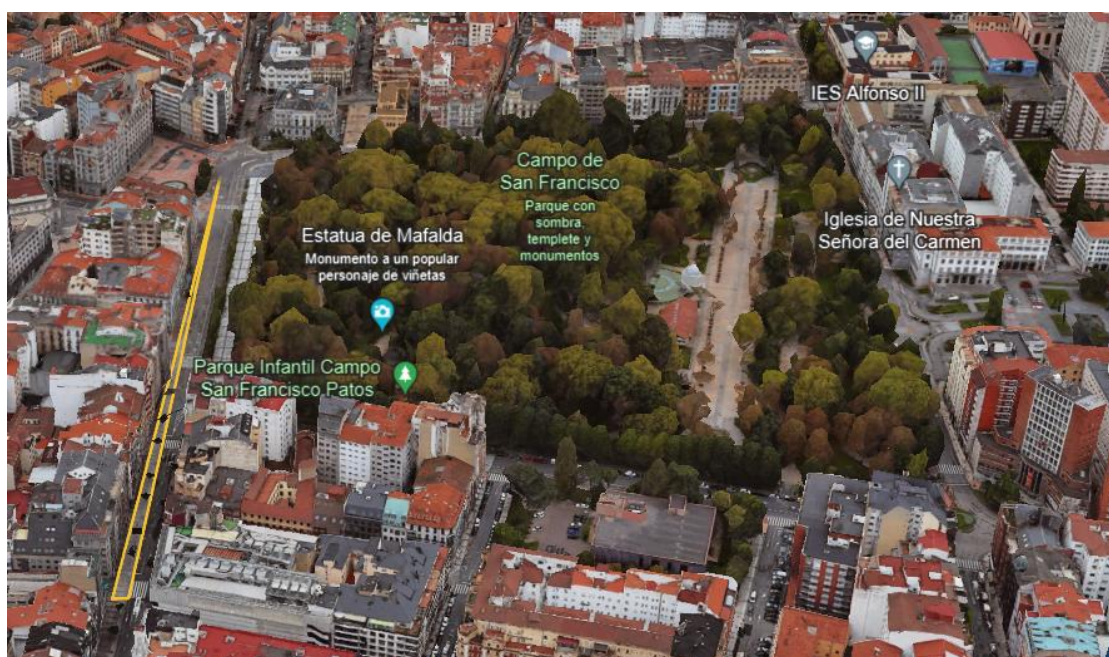 IES Alfonso II
Campo de
San Francisco
Parque con
sombra,
templete y
monumentos
Iglesia de Nuestra
Señora del Carmen
Estatua de Mafalda
Monumento a un popular
personaje de viñetas
Parque Infantil Campo
San Francisco Patos